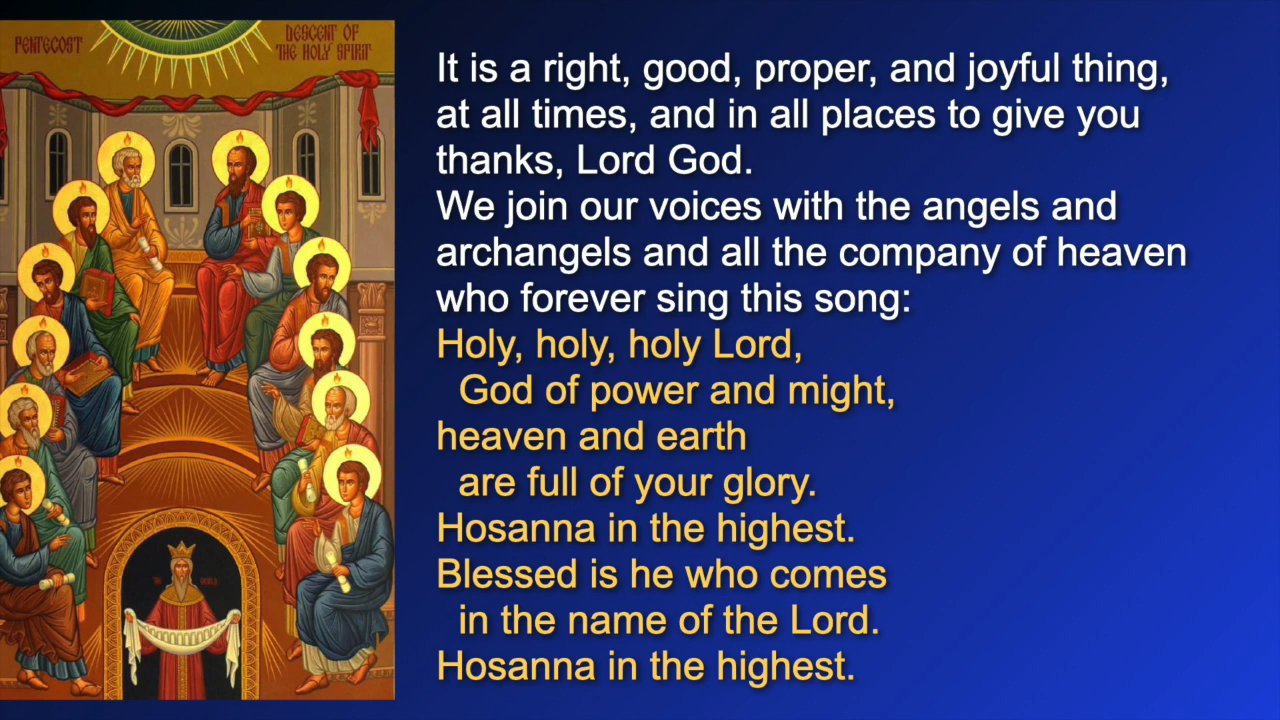 PENTECOST
DESCENT OF
THE HOLY SPIRIT
It is a right, good, proper, and joyful thing,
at all times, and in all places to give you
thanks, Lord God.
We join our voices with the angels and
archangels and all the company of heaven
who forever sing this song:
Holy, holy, holy Lord,
God of power and might,
heaven and earth
are full of your glory.
Hosanna in the highest.
Blessed is he who comes
in the name of the Lord.
Hosanna in the highest.